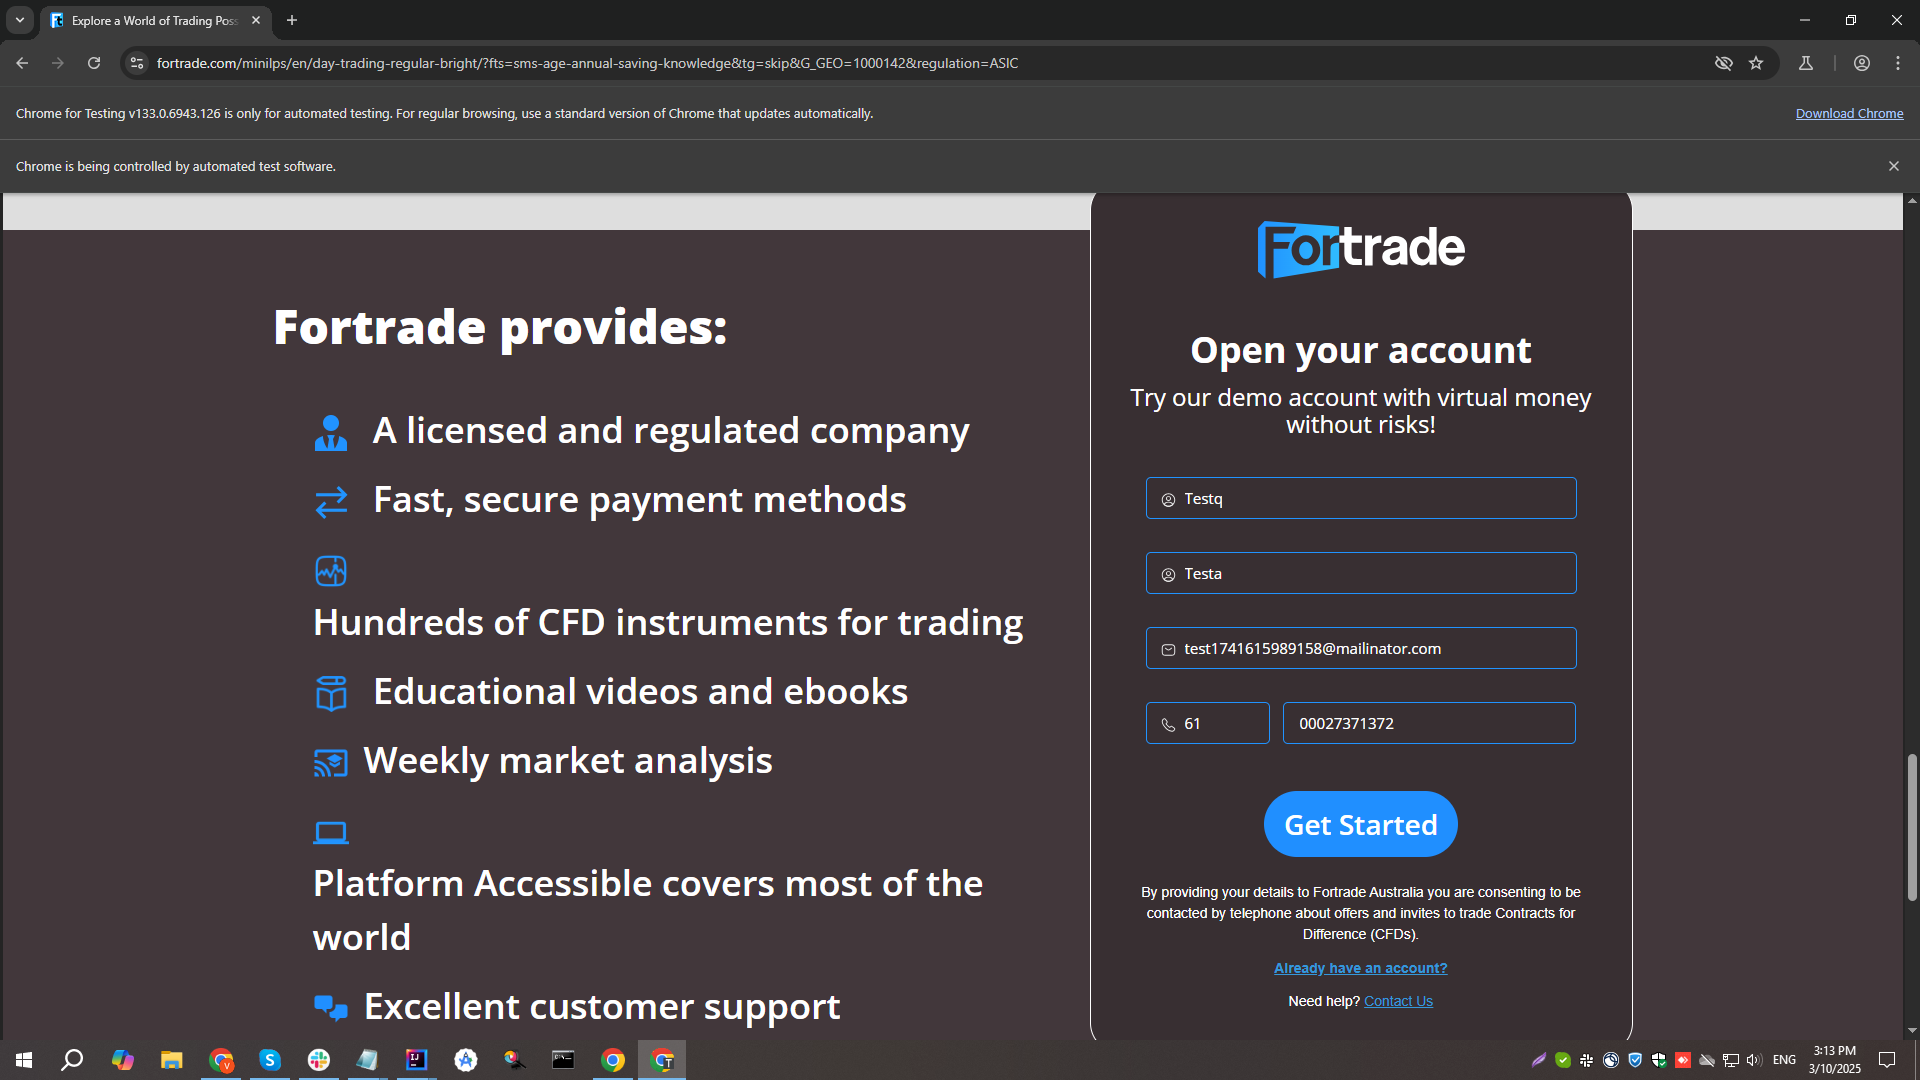 Explore a World of Trading Pos
fortrade.com/minilps/en/day-trading-regular-bright/?fts=sms-age-annual-saving-knowledge&tg=skip&G_GEO=1000142&regulation=ASIC
Chrome for Testing v133.0.6943.126 is only for automated testing. For regular browsing, use a standard version of Chrome that updates automatically.
Download Chrome
Chrome is being controlled by automated test software.
Fortrade provides:
A licensed and regulated company
Fast, secure payment methods
Hundreds of CFD instruments for trading
Educational videos and ebooks
Weekly market analysis
Platform Accessible covers most of the
world
Excellent customer support
Fortrade
Open your account
Try our demo account with virtual money
without risks!
Testq
Testa
test1741615989158@mailinator.com
61
00027371372
Get Started
By providing your details to Fortrade Australia you are consenting to be
contacted by telephone about offers and invites to trade Contracts for
Difference (CFDs).
Already have an account?
Need help? Contact Us
ENG
3:13 PM
3/10/2025